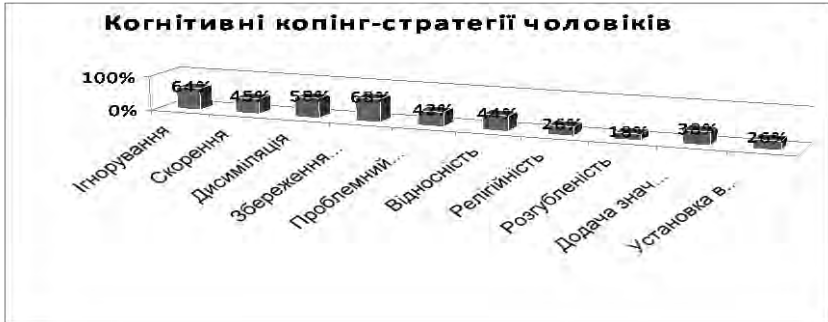 Когнитивні копінг-стратегії чоловіків
100%
0%
64%
45%
58%
68%
42%
44%
26%
18%
38%
26%
Ігнорування
Скорення
Дисиміляція
Збереження...
Проблемний...
Відносність
Релігійність
Розгубленість
Додача знач...
Установка в...